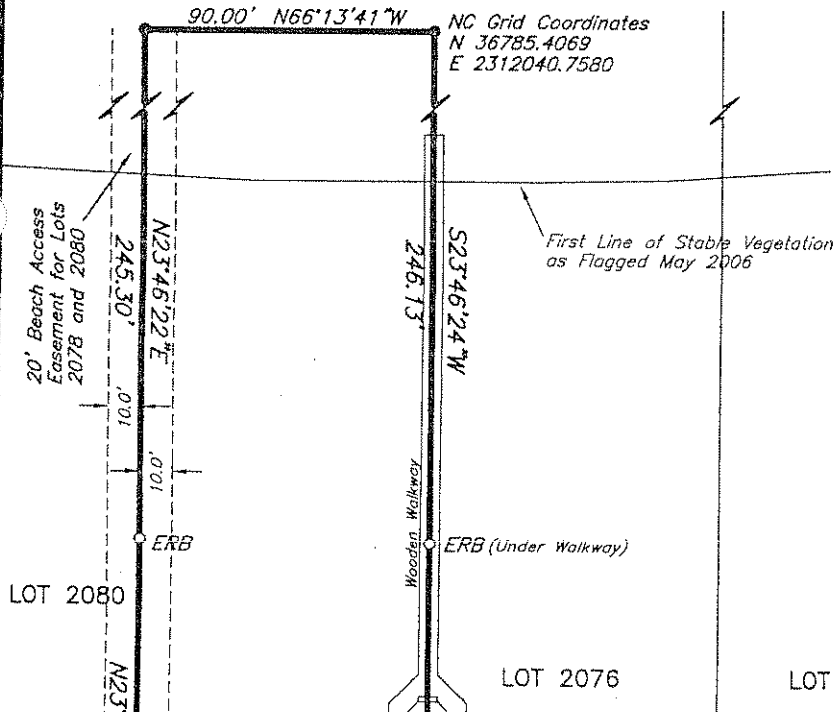 90.00' N66°13'41"W
NC Grid Coordinates
N 36785.4069
E 2312040.7580
20' Beach Access
Easement for Lots
2078 and 2080
N23°46'22"E
245.30'
S23°46'24"W
246.13'
First Line of Stable Vegetation
as Flagged May 2006
10.0'
10.0'
Wooden Walkway
ERB
ERB (Under Walkway)
LOT 2080
LOT 2076
LOT
N23°